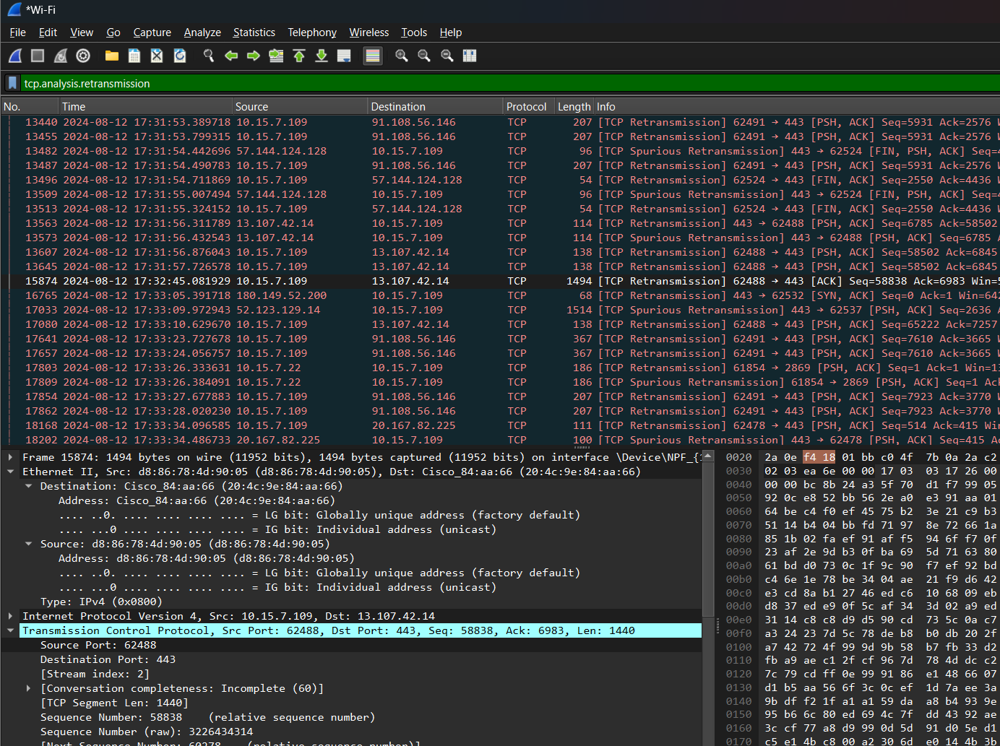 *Wi-Fi
File Edit View Go Capture Analyze Statistics Telephony Wireless Tools Help
tcp.analysis.retransmission
No. Time Source Destination Protocol Length Info
13440 2024-08-12 17:31:53.389718 10.15.7.109 91.108.56.146 TCP 207 [TCP Retransmission] 62491 → 443 [PSH, ACK] Seq=5931 Ack=2576
13455 2024-08-12 17:31:53.799315 10.15.7.109 91.108.56.146 TCP 207 [TCP Retransmission] 62491 → 443 [PSH, ACK] Seq=5931 Ack=2576
13482 2024-08-12 17:31:54.442696 57.144.124.128 10.15.7.109 TCP 96 [TCP Spurious Retransmission] 443 → 62524 [FIN, PSH, ACK] Seq=4
13487 2024-08-12 17:31:54.490783 10.15.7.109 91.108.56.146 TCP 207 [TCP Retransmission] 62491 → 443 [PSH, ACK] Seq=5931 Ack=2576
13496 2024-08-12 17:31:54.711869 10.15.7.109 57.144.124.128 TCP 54 [TCP Retransmission] 62524 → 443 [FIN, ACK] Seq=2550 Ack=4436 W
13509 2024-08-12 17:31:55.007494 57.144.124.128 10.15.7.109 TCP 96 [TCP Spurious Retransmission] 443 → 62524 [FIN, PSH, ACK] Seq=4
13513 2024-08-12 17:31:55.324152 10.15.7.109 57.144.124.128 TCP 54 [TCP Retransmission] 62524 → 443 [FIN, ACK] Seq=2550 Ack=4436 W
13563 2024-08-12 17:31:56.311789 13.107.42.14 10.15.7.109 TCP 114 [TCP Retransmission] 443 → 62488 [PSH, ACK] Seq=6785 Ack=58502
13573 2024-08-12 17:31:56.432543 13.107.42.14 10.15.7.109 TCP 114 [TCP Spurious Retransmission] 443 → 62488 [PSH, ACK] Seq=6785
13607 2024-08-12 17:31:56.876043 10.15.7.109 13.107.42.14 TCP 138 [TCP Retransmission] 62488 → 443 [PSH, ACK] Seq=58502 Ack=6845
13645 2024-08-12 17:31:57.726578 10.15.7.109 13.107.42.14 TCP 138 [TCP Retransmission] 62488 → 443 [PSH, ACK] Seq=58502 Ack=6845
15874 2024-08-12 17:32:45.081929 10.15.7.109 13.107.42.14 TCP 1494 [TCP Retransmission] 62488 → 443 [ACK] Seq=58838 Ack=6983 Win=5
16765 2024-08-12 17:33:05.391718 180.149.52.200 10.15.7.109 TCP 68 [TCP Retransmission] 443 → 62532 [SYN, ACK] Seq=0 Ack=1 Win=642
17033 2024-08-12 17:33:09.972943 52.123.129.14 10.15.7.109 TCP 1514 [TCP Retransmission] 443 → 62537 [PSH, ACK] Seq=2636
17080 2024-08-12 17:33:10.629670 10.15.7.109 13.107.42.14 TCP 138 [TCP Retransmission] 62488 → 443 [PSH, ACK] Seq=65222 Ack=7257
17641 2024-08-12 17:33:23.727678 10.15.7.109 91.108.56.146 TCP 367 [TCP Retransmission] 62491 → 443 [PSH, ACK] Seq=7610 Ack=3665 W
17657 2024-08-12 17:33:24.056757 10.15.7.109 91.108.56.146 TCP 367 [TCP Retransmission] 62491 → 443 [PSH, ACK] Seq=7610 Ack=3665 W
17803 2024-08-12 17:33:26.333631 10.15.7.22 10.15.7.109 TCP 186 [TCP Retransmission] 61854 → 2869 [PSH, ACK] Seq=1 Ack=1 Win=13
17809 2024-08-12 17:33:26.384091 10.15.7.22 10.15.7.109 TCP 186 [TCP Spurious Retransmission] 61854 → 2869 [PSH, ACK] Seq=1 Ack
17854 2024-08-12 17:33:27.677883 10.15.7.109 91.108.56.146 TCP 207 [TCP Retransmission] 62491 → 443 [PSH, ACK] Seq=7923 Ack=3770 W
17862 2024-08-12 17:33:28.020230 10.15.7.109 91.108.56.146 TCP 207 [TCP Retransmission] 62491 → 443 [PSH, ACK] Seq=7923 Ack=3770 W
18168 2024-08-12 17:33:34.096585 10.15.7.109 20.167.82.225 TCP 111 [TCP Retransmission] 62478 → 443 [PSH, ACK] Seq=514 Ack=415 Win
18202 2024-08-12 17:33:34.486733 20.167.82.225 10.15.7.109 TCP 100 [TCP Spurious Retransmission] 443 → 62478 [PSH, ACK] Seq=415 A
Frame 15874: 1494 bytes on wire (11952 bits), 1494 bytes captured (11952 bits) on interface \Device\NPF_{
Ethernet II, Src: d8:86:78:4d:90:05 (d8:86:78:4d:90:05), Dst: Cisco_84:aa:66 (20:4c:9e:84:aa:66)
Destination: Cisco_84:aa:66 (20:4c:9e:84:aa:66)
Address: Cisco_84:aa:66 (20:4c:9e:84:aa:66)
.... ..0. .... .... .... .... = LG bit: Globally unique address (factory default)
.... ...0 .... .... .... .... = IG bit: Individual address (unicast)
Source: d8:86:78:4d:90:05 (d8:86:78:4d:90:05)
Address: d8:86:78:4d:90:05 (d8:86:78:4d:90:05)
.... ..0. .... .... .... .... = LG bit: Globally unique address (factory default)
.... ...0 .... .... .... .... = IG bit: Individual address (unicast)
Type: IPv4 (0x0800)
Internet Protocol Version 4, Src: 10.15.7.109, Dst: 13.107.42.14
Transmission Control Protocol, Src Port: 62488, Dst Port: 443, Seq: 58838, Ack: 6983, Len: 1440
Source Port: 62488
Destination Port: 443
[Stream index: 2]
[Conversation completeness: Incomplete (60)]
[TCP Segment Len: 1440]
Sequence Number: 58838 (relative sequence number)
Sequence Number (raw): 3226434314
[Next Sequence Number: 60278 (relative sequence number)]
0020 2a 0e f4 18 01 bb c0 4f 7b 0a 2a c2
0030 02 03 ea 6e 00 00 17 03 03 17 26 00
0040 00 00 bc 8b 24 a3 5f 70 d1 f7 99 05
0050 92 0c e8 52 bb 56 2e a0 e3 91 aa 01
0060 64 be c4 f0 ef 45 75 b2 3e 21 c9 b3
0070 51 14 b4 04 bb fd 71 97 8e 72 66 1a
0080 85 1b 02 fa ef 91 af f5 94 6f f7 0f
0090 23 af 2e 9d b3 0f ba 69 5d 71 63 80
00a0 61 bd d0 73 0c 1f 9c 90 f7 ef 92 bd
00b0 c4 6e 1e 78 be 34 04 ae 21 f9 d6 42
00c0 e3 cd 8a b1 27 46 ed c6 10 68 09 eb
00d0 d8 37 ed e9 0f 5c af 34 3d 02 a9 ed
00e0 31 14 c8 c8 d9 d5 90 cd 73 5c 0a c7
00f0 a3 24 23 7d 5c 78 de b8 b0 db 20 2f
0100 a7 42 72 4f 99 9d 9b 58 b7 fb 33 d2
0110 fb a9 ae c1 2f cf 96 7d 78 4d dc c2
0120 7c 79 cd ff 0e 99 91 86 e1 48 66 07
0130 d1 b5 aa 56 6f 3c 0c ef 1d 7a ee 3a
0140 9b df f2 1f a1 a1 59 da a8 b4 93 9e
0150 95 b6 6c 80 ed 69 4c 7f dd 43 92 ae
0160 3c cf 77 a8 d9 99 0d 5d 91 d0 5e d1
0170 c5 e1 4b c8 00 a2 30 6d e0 14 4b 3b